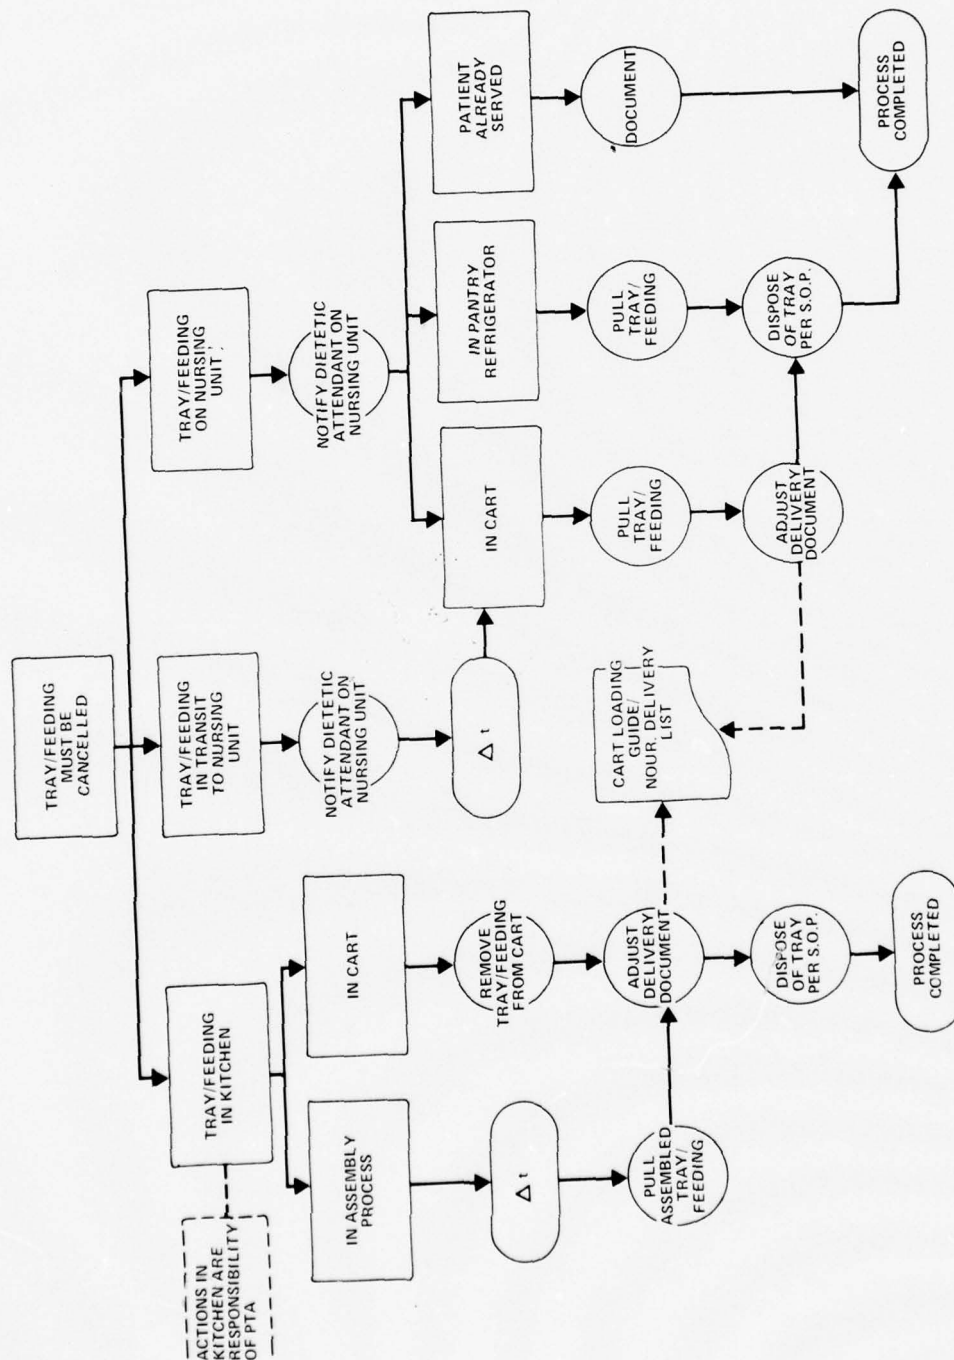 TRAY/FEEDING
MUST BE
CANCELLED
ACTIONS IN
KITCHEN ARE
RESPONSIBILITY
OF PTA
TRAY/FEEDING
IN KITCHEN
TRAY/FEEDING
IN TRANSIT
TO NURSING
UNIT
TRAY/FEEDING
ON NURSING
UNIT
NOTIFY DIETETIC
ATTENDANT ON
NURSING UNIT
NOTIFY DIETETIC
ATTENDANT ON
NURSING UNIT
IN ASSEMBLY
PROCESS
IN CART
Δ t
IN CART
IN PANTRY
REFRIGERATOR
PATIENT
ALREADY
SERVED
Δ t
REMOVE
TRAY/FEEDING
FROM CART
PULL
TRAY/
FEEDING
PULL
TRAY/
FEEDING
DOCUMENT
PULL
ASSEMBLED
TRAY/
FEEDING
ADJUST
DELIVERY
DOCUMENT
CART LOADING
GUIDE/
NOUR. DELIVERY
LIST
ADJUST
DELIVERY
DOCUMENT
DISPOSE
OF TRAY
PER S.O.P.
DISPOSE
OF TRAY
PER S.O.P.
PROCESS
COMPLETED
PROCESS
COMPLETED